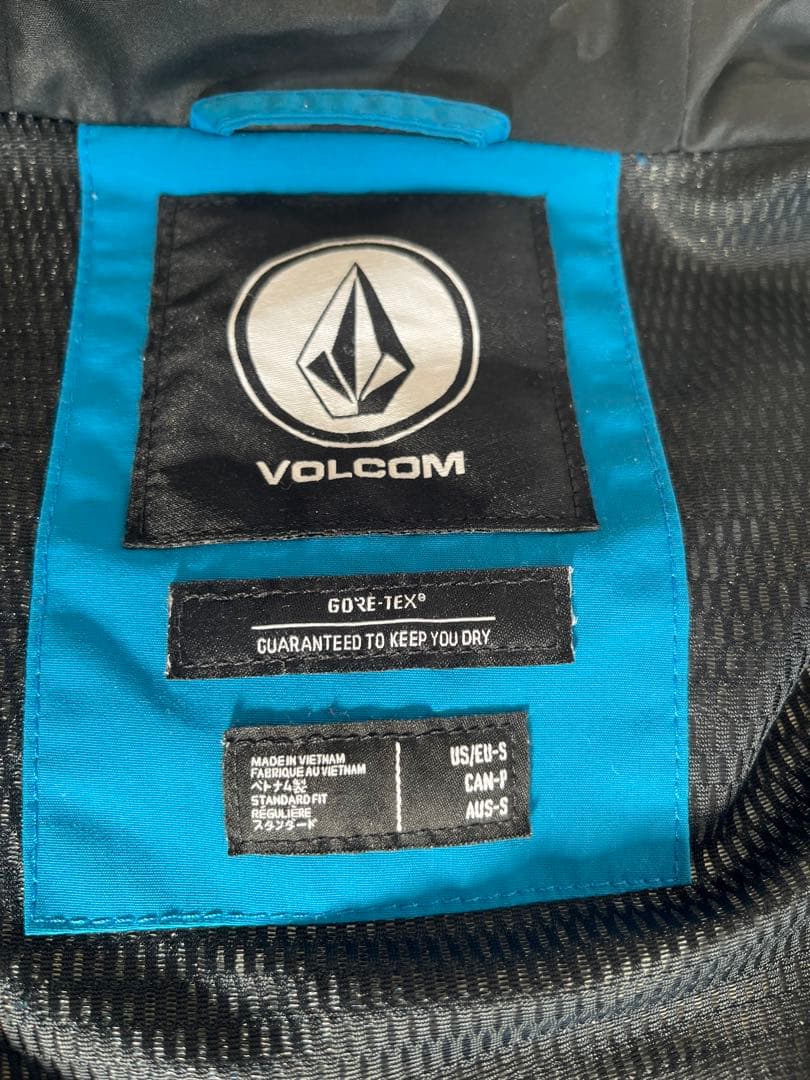 VOLCOM
GORE-TEX®
GUARANTEED TO KEEP YOU DRY
MADE IN VIETNAM
FABRIQUE AU VIETNAM
ベトナム製
STANDARD FIT
RÉGULIÈRE
スタンダード
US/EU-S
CAN-P
AUS-S